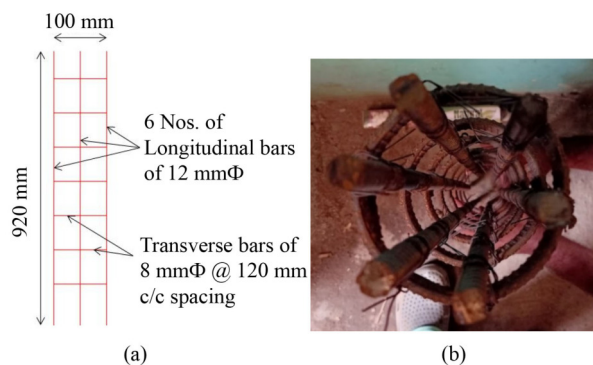 100 mm
920 mm
6 Nos. of
Longitudinal bars
of 12 mmΦ
Transverse bars of
8 mmΦ @ 120 mm
c/c spacing
(a)
(b)